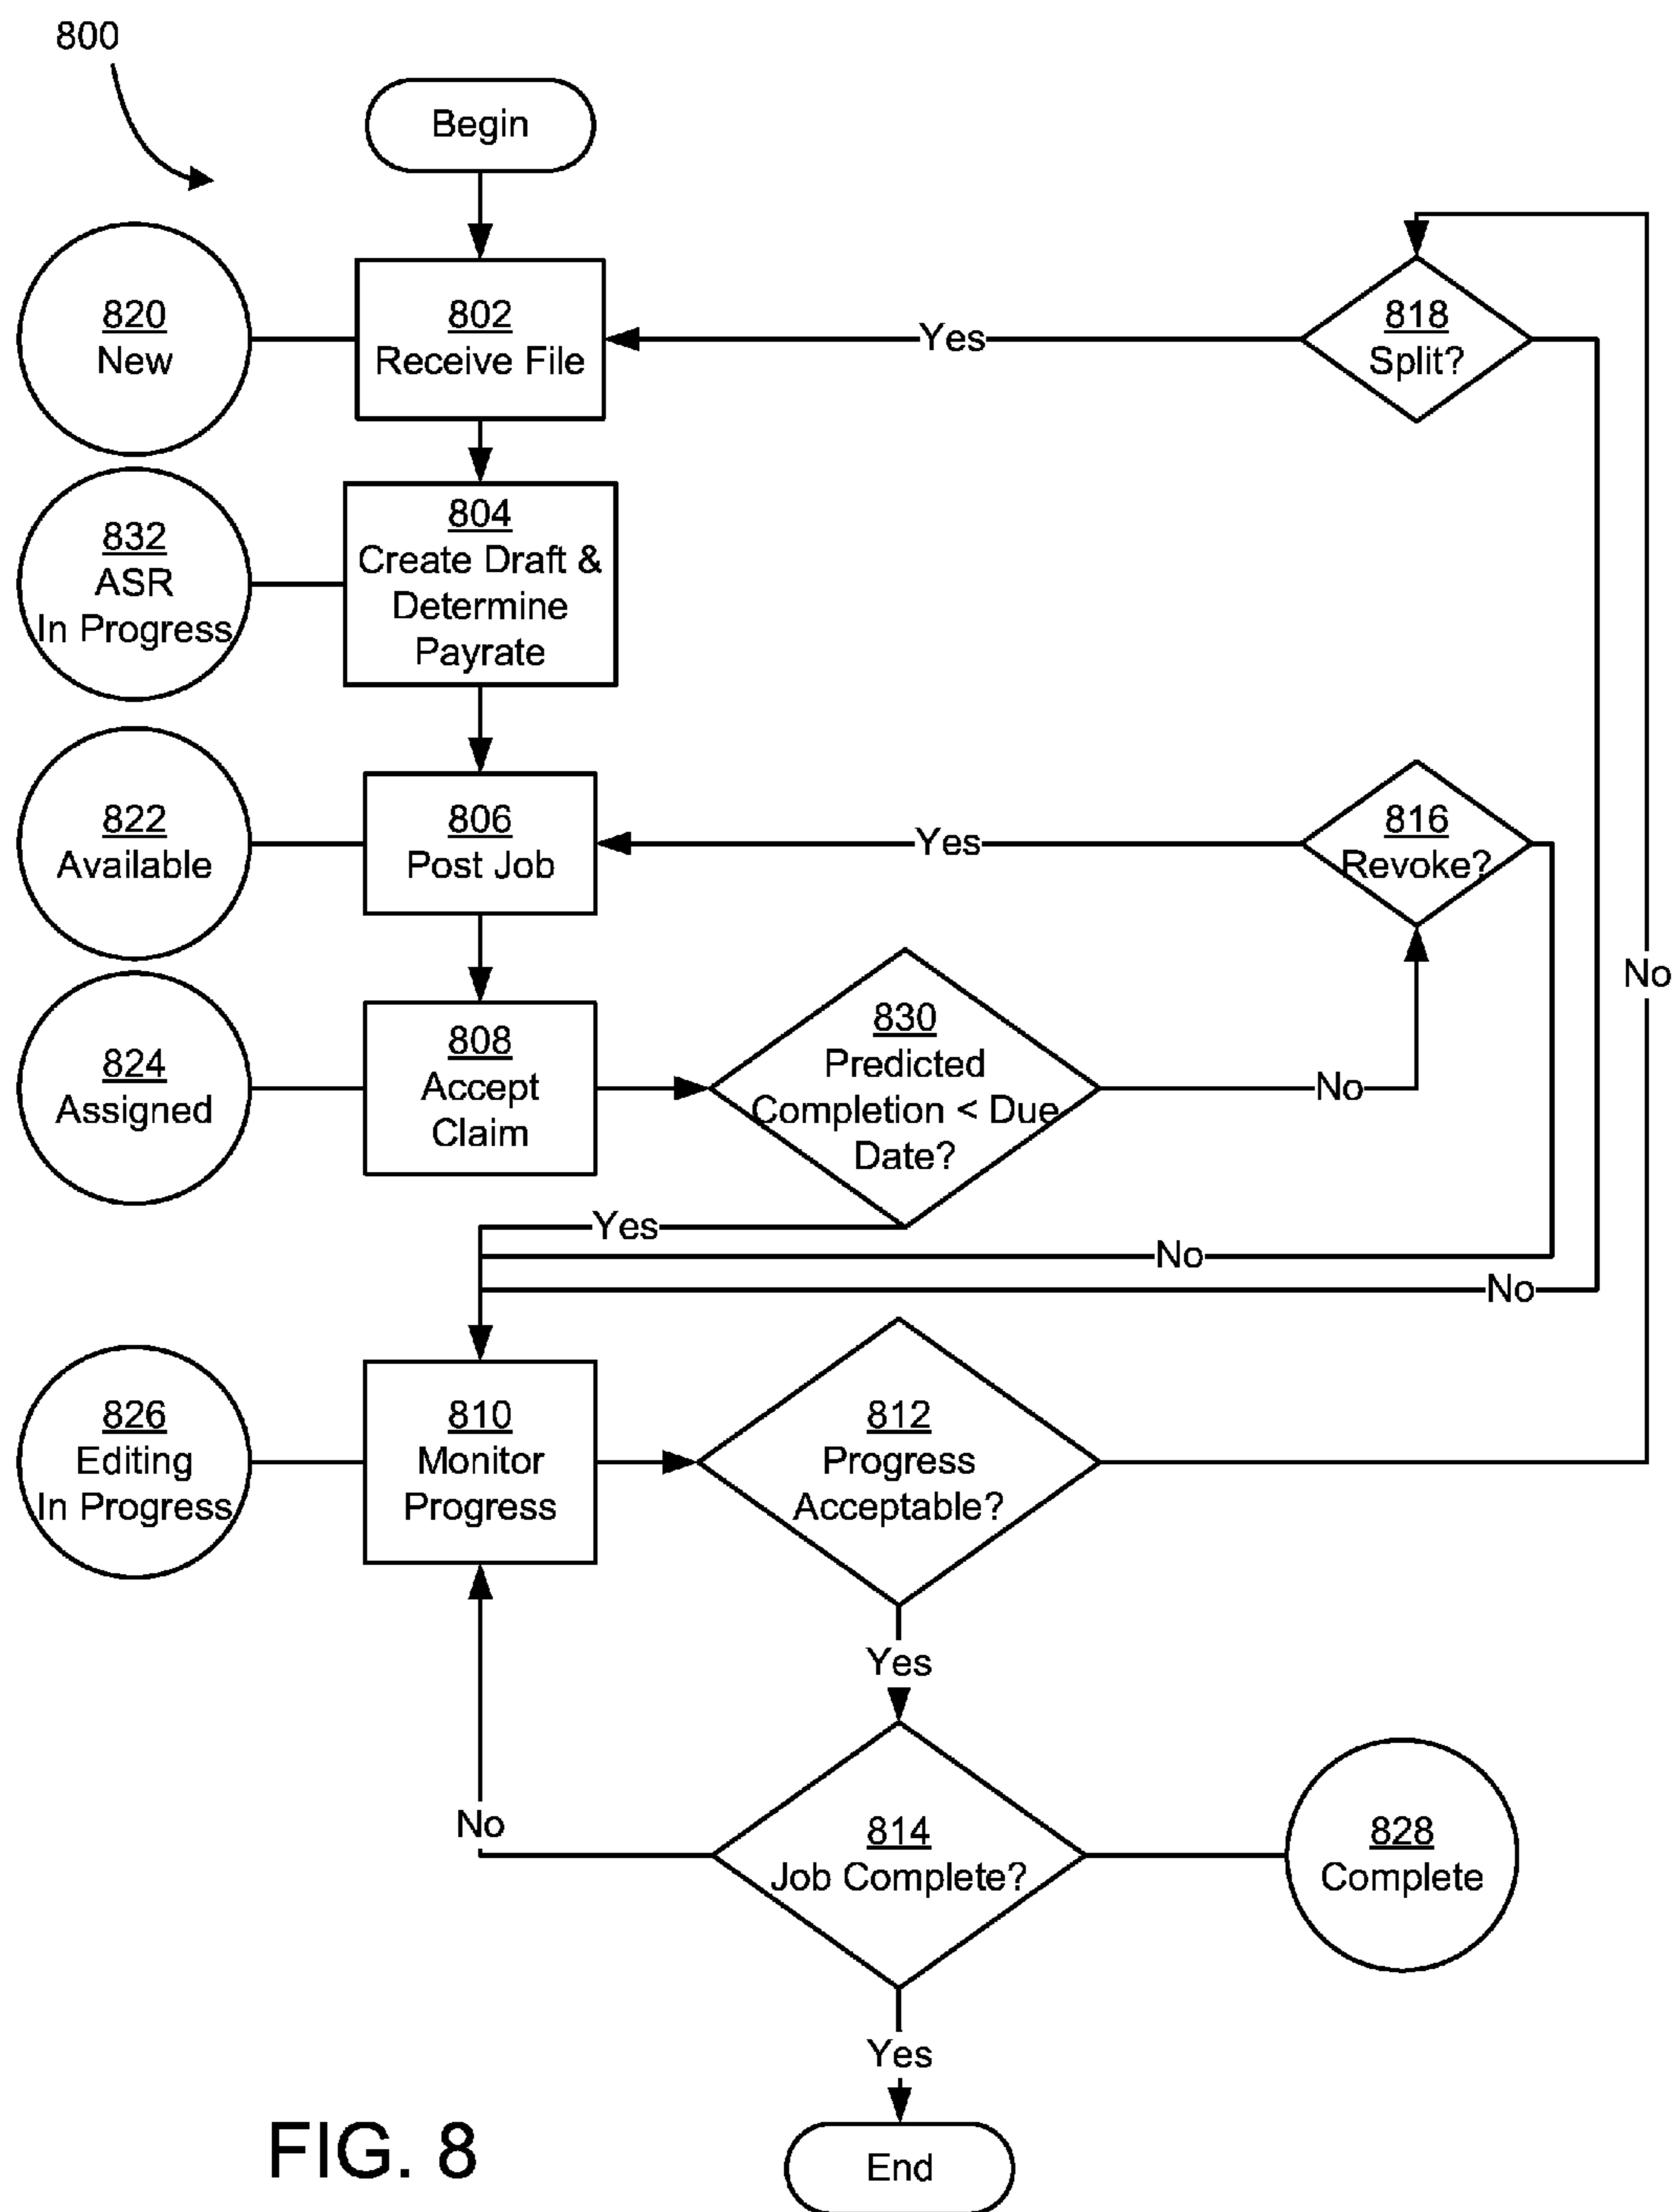 800
Begin
820
New
802
Receive File
Yes
818
Split?
832
ASR
In Progress
804
Create Draft &
Determine
Payrate
822
Available
806
Post Job
Yes
816
Revoke?
No
824
Assigned
808
Accept
Claim
830
Predicted
Completion < Due
Date?
No
Yes
No
No
826
Editing
In Progress
810
Monitor
Progress
812
Progress
Acceptable?
Yes
No
814
Job Complete?
828
Complete
Yes
End
FIG. 8